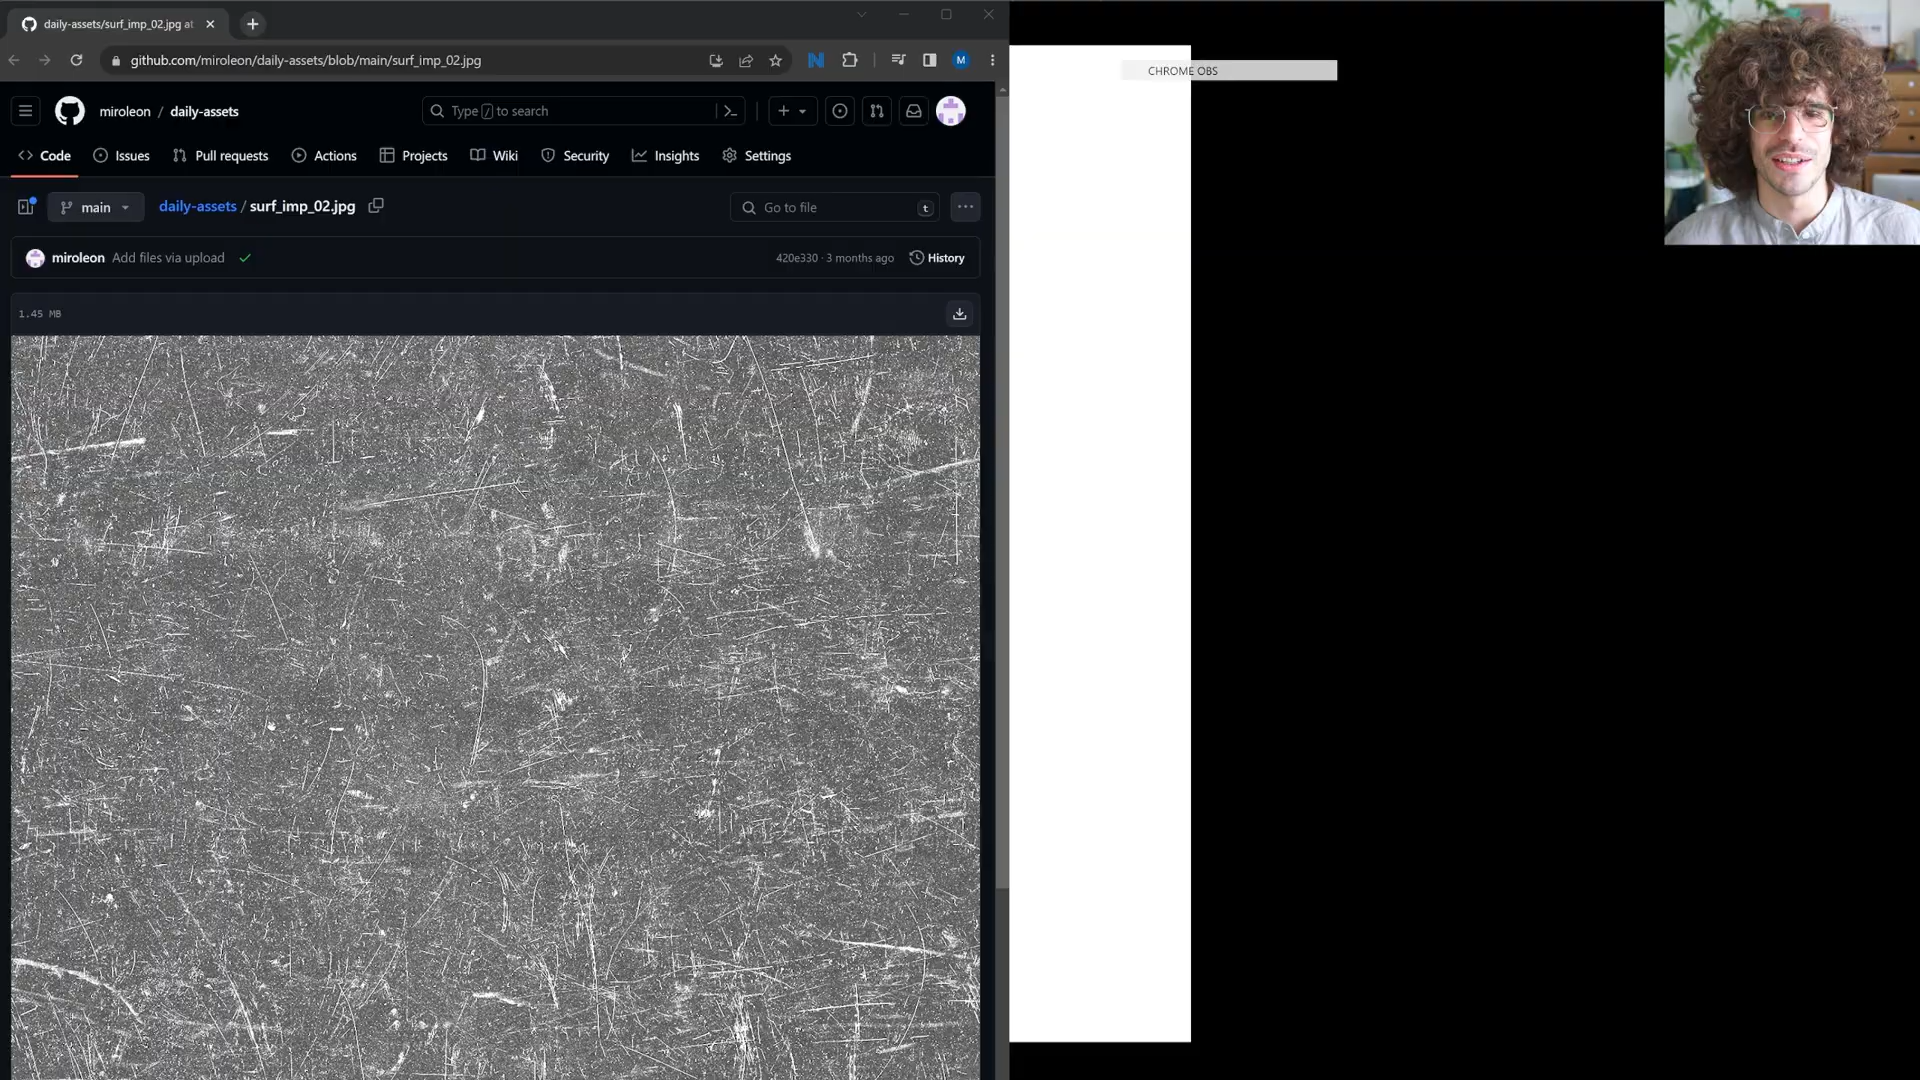 daily-assets/surf_imp_02.jpg at
github.com/miroleon/daily-assets/blob/main/surf_imp_02.jpg
N
M
CHROME OBS
miroleon / daily-assets
Type / to search
Code
Issues
Pull requests
Actions
Projects
Wiki
Security
Insights
Settings
main
daily-assets / surf_imp_02.jpg
Go to file
t
miroleon Add files via upload
420e330 · 3 months ago
History
1.45 MB